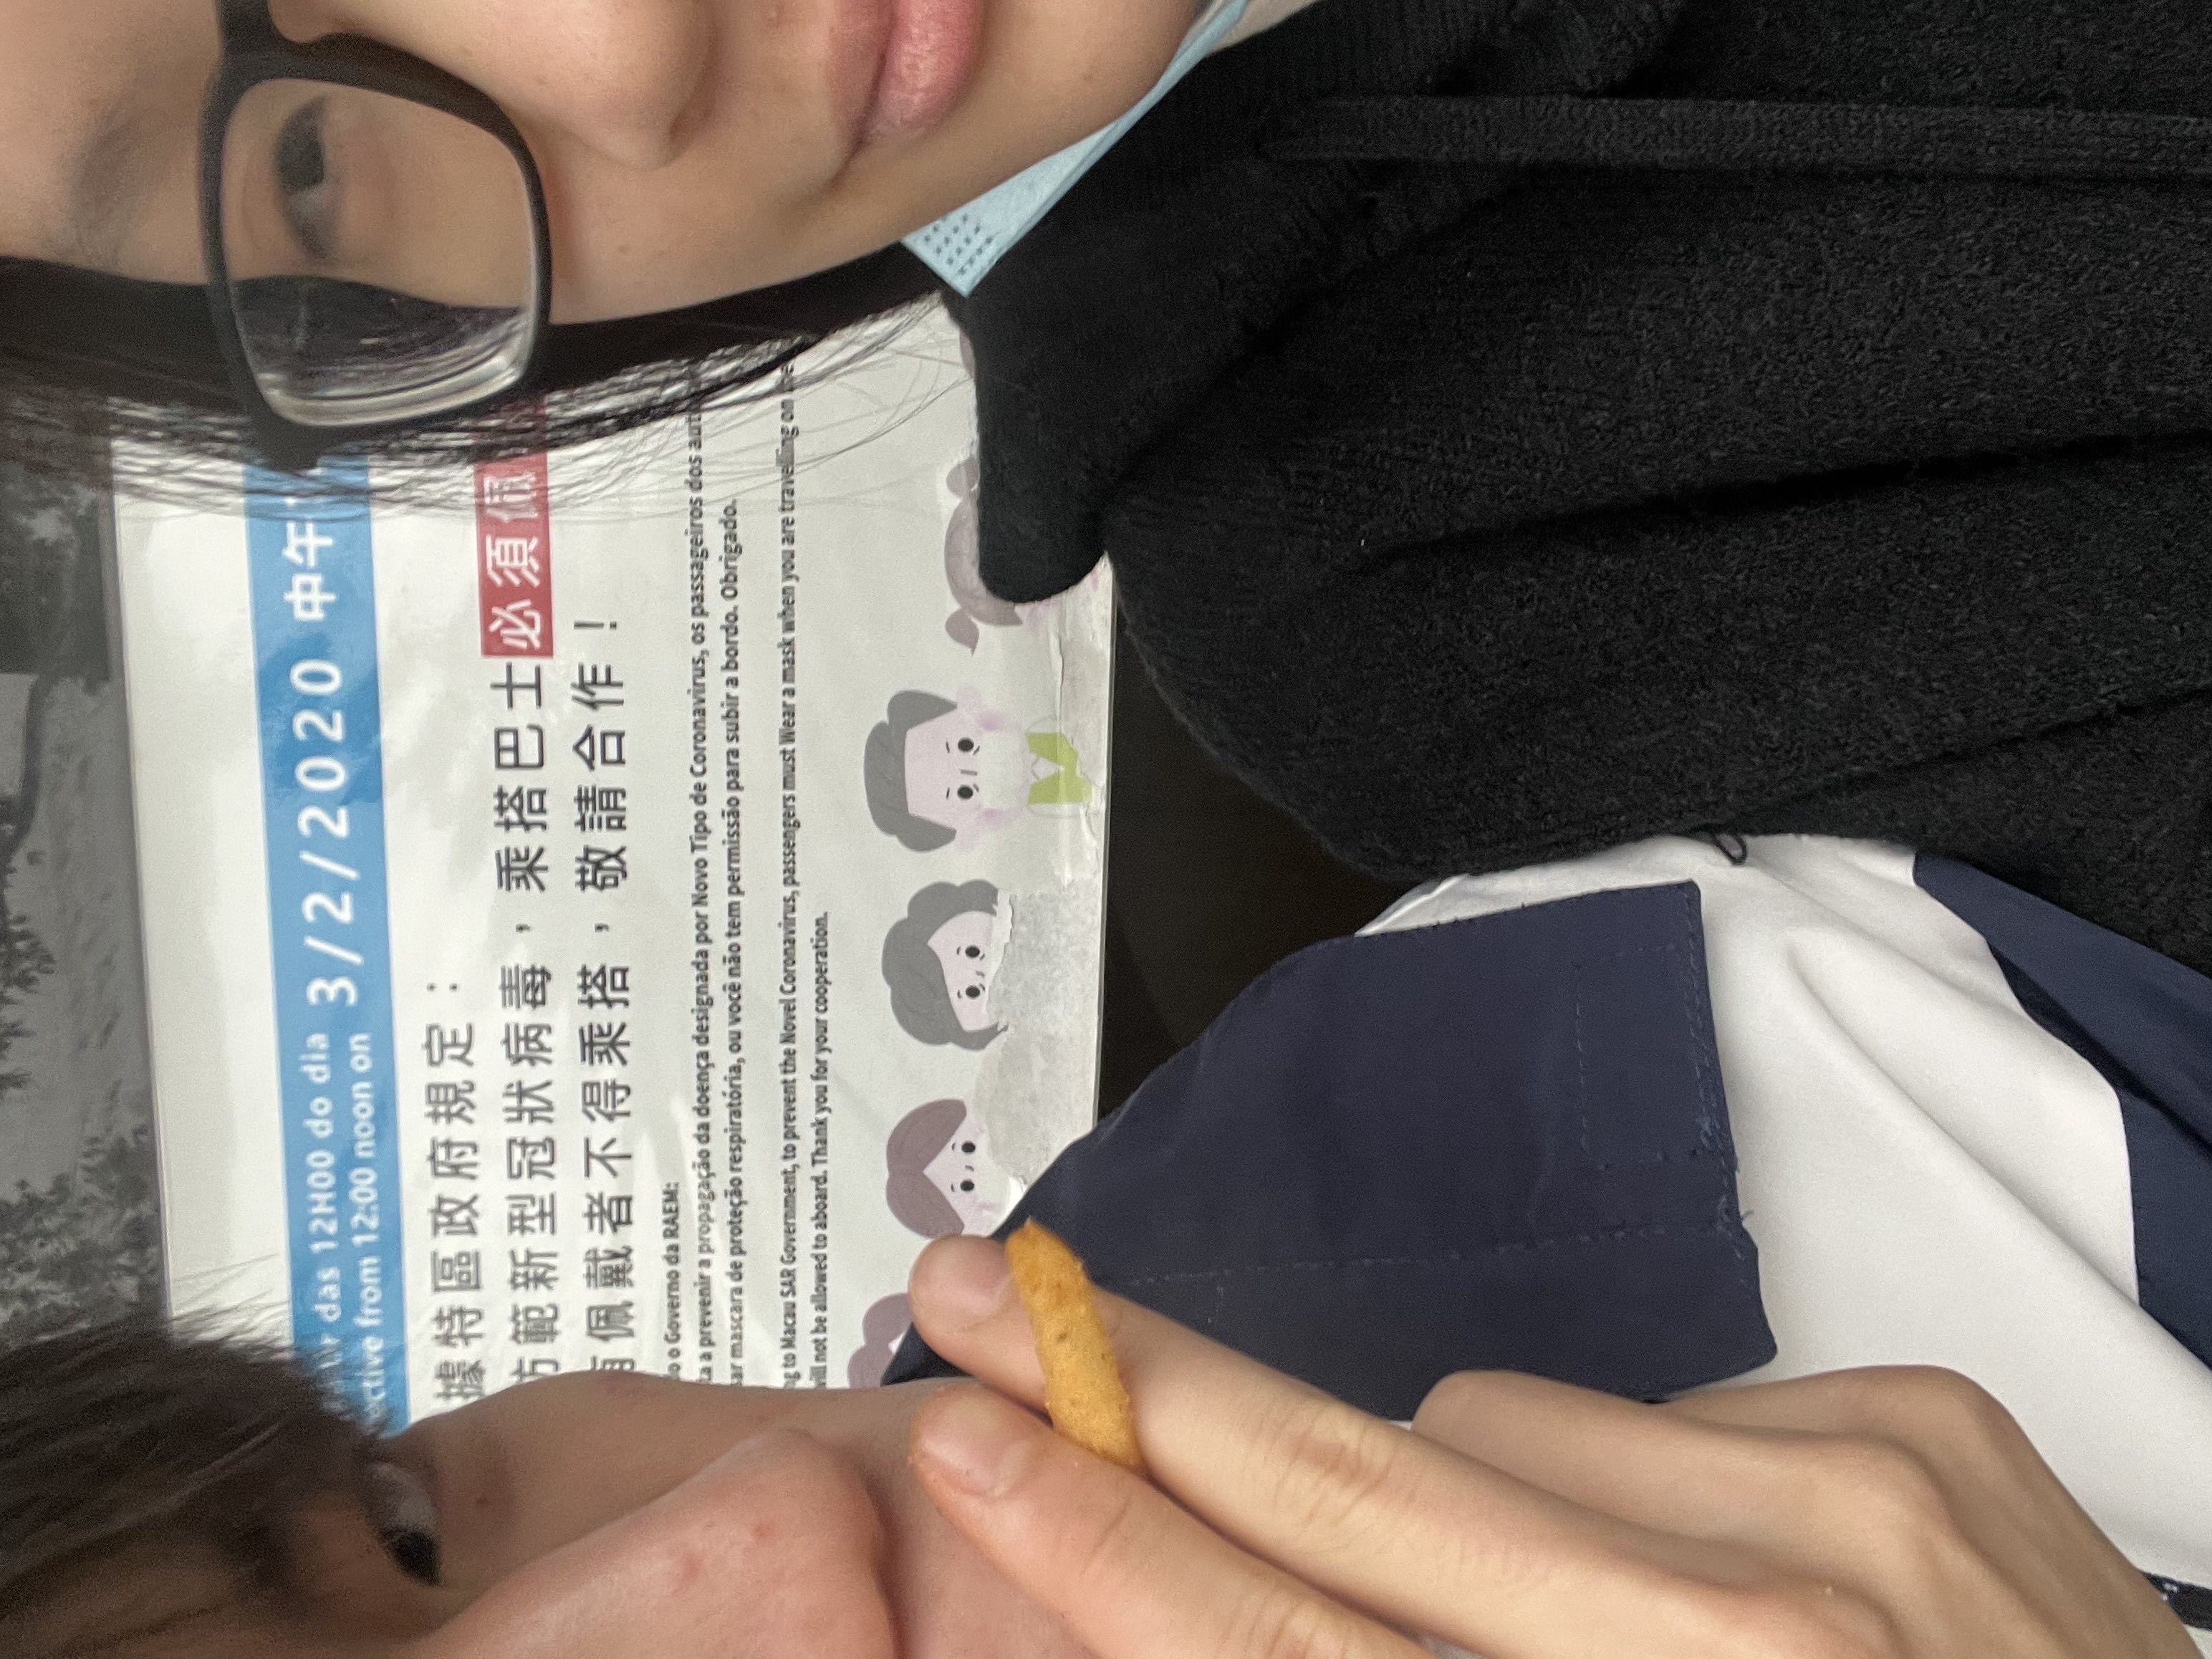 das 12H00 do dia
from 12:00 noon on
3/2/2020 中午
據特區政府規定：
防範新型冠狀病毒，乘搭巴士必須佩
佩戴者不得乘搭，敬請合作！
o Governo da RAEM:
a prevenir a propagação da doença designada por Novo Tipo de Coronavirus, os passageiros dos
mascara de proteção respiratória, ou você não tem permissão para subir a bordo. Obrigado.
to Macau SAR Government, to prevent the Novel Coronavirus, passengers must Wear a mask when you are travelling on the
will not be allowed to aboard. Thank you for your cooperation.